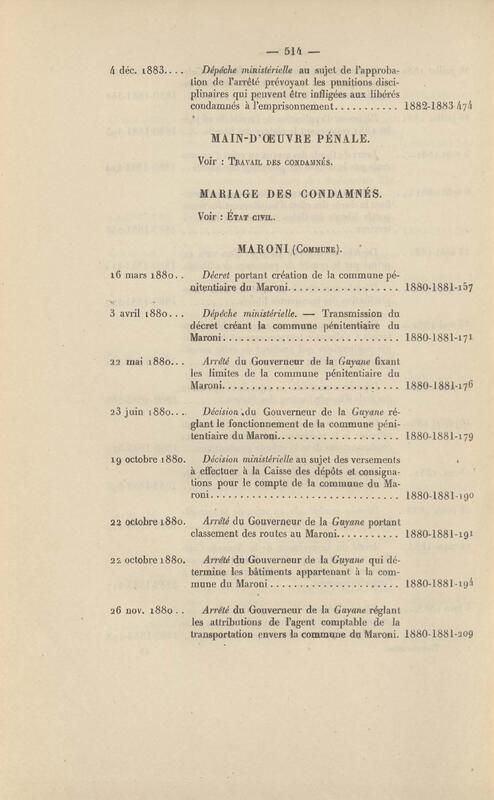 — 514 —
4 déc. 1883.... Dépêche ministérielle au sujet de l'approba-
tion de l'arrêté prévoyant les punitions disci-
plinaires qui peuvent être infligées aux libérés
condamnés à l'emprisonnement........... 1882-1883-474
MAIN-D'ŒUVRE PÉNALE.
Voir : TRAVAIL DES CONDAMNÉS.
MARIAGE DES CONDAMNÉS.
Voir : ÉTAT CIVIL.
MARONI (COMMUNE).
16 mars 1880.. Décret portant création de la commune pé-
nitentiaire du Maroni.................. 1880-1881-157
3 avril 1880... Dépêche ministérielle. — Transmission du
décret créant la commune pénitentiaire du
Maroni............................. 1880-1881-171
22 mai 1880... Arrêté du Gouverneur de la Guyane fixant
les limites de la commune pénitentiaire du
Maroni............................. 1880-1881-176
23 juin 1880.... Décision du Gouverneur de la Guyane ré-
glant le fonctionnement de la commune péni-
tentiaire du Maroni.................... 1880-1881-179
19 octobre 1880. Décision ministérielle au sujet des versements
à effectuer à la Caisse des dépôts et consigna-
tions pour le compte de la commune du Ma-
roni............................... 1880-1881-190
22 octobre 1880. Arrêté du Gouverneur de la Guyane portant
classement des routes au Maroni.......... 1880-1881-191
22 octobre 1880. Arrêté du Gouverneur de la Guyane qui dé-
termine les bâtiments appartenant à la com-
mune du Maroni..................... 1880-1881-194
26 nov. 1880.. Arrêté du Gouverneur de la Guyane réglant
les attributions de l'agent comptable de la
transportation envers la commune du Maroni. 1880-1881-209